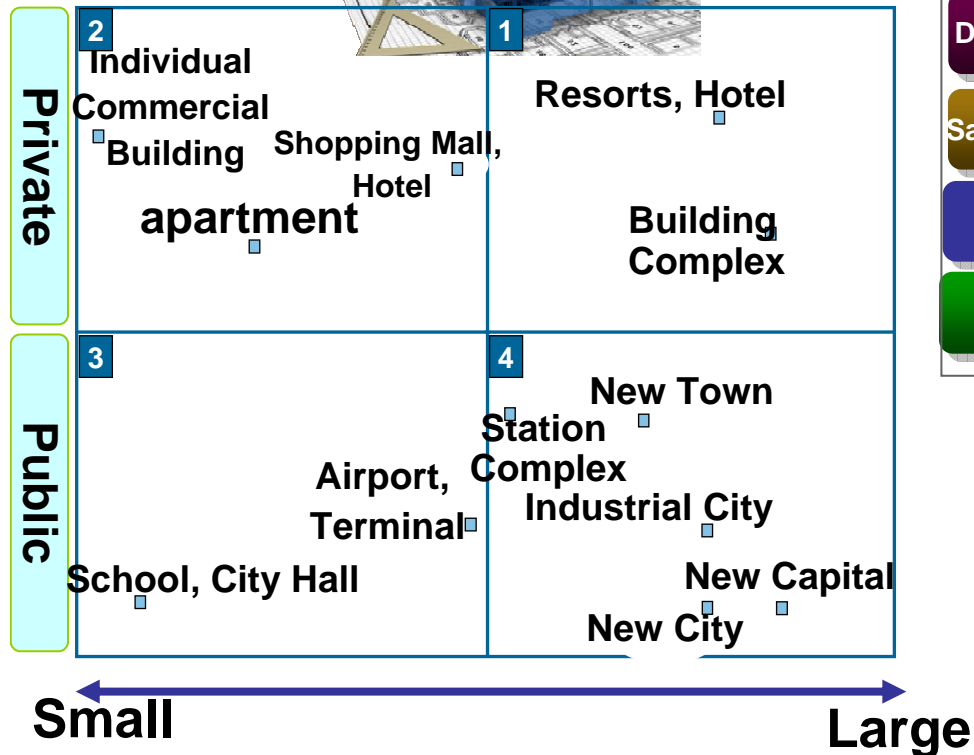 2
1
Individual
Commercial
Building
Shopping Mall,
Hotel
apartment
Resorts, Hotel
Building
Complex
Private
3
4
New Town
Station
Complex
Airport,
Terminal
Industrial City
School, City Hall
New Capital
New City
Public
Small
Large
D
Sa